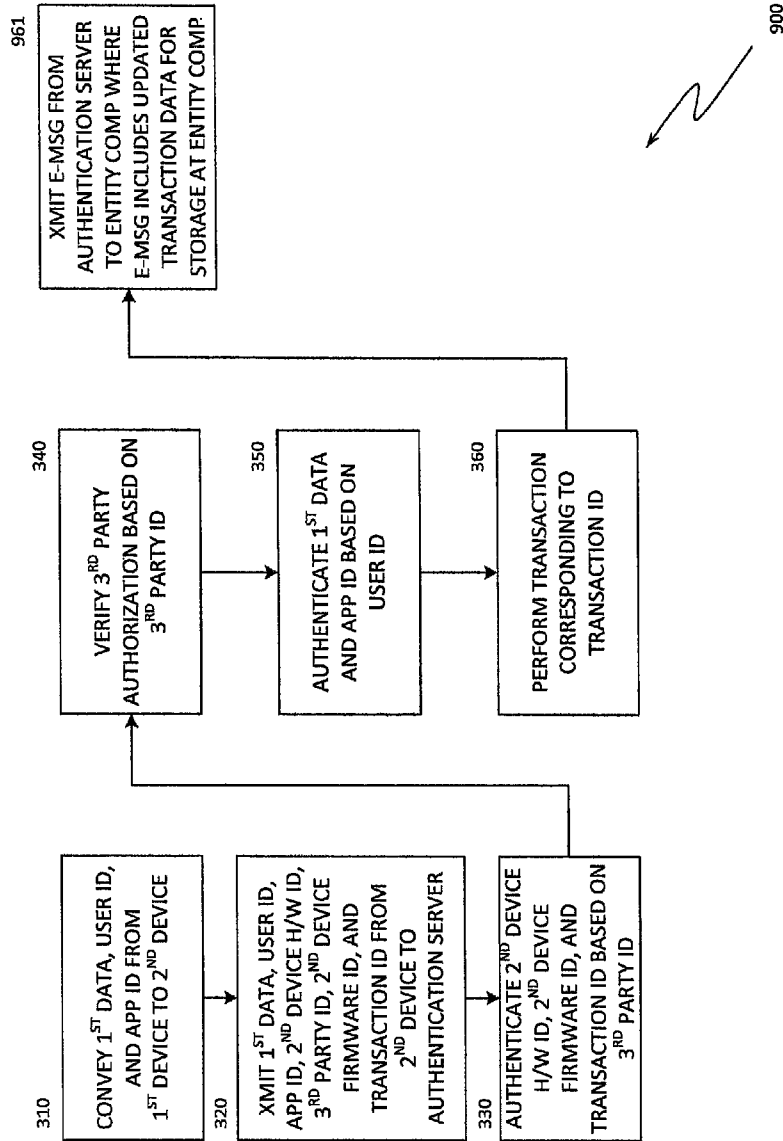 310
CONVEY 1ST DATA, USER ID,
AND APP ID FROM
1ST DEVICE TO 2ND DEVICE
320
XMIT 1ST DATA, USER ID,
APP ID, 2ND DEVICE H/W ID,
3RD PARTY ID, 2ND DEVICE
FIRMWARE ID, AND
TRANSACTION ID FROM
2ND DEVICE TO
AUTHENTICATION SERVER
330
AUTHENTICATE 2ND DEVICE
H/W ID, 2ND DEVICE
FIRMWARE ID, AND
TRANSACTION ID BASED ON
3RD PARTY ID
340
VERIFY 3RD PARTY
AUTHORIZATION BASED ON
3RD PARTY ID
350
AUTHENTICATE 1ST DATA
AND APP ID BASED ON
USER ID
360
PERFORM TRANSACTION
CORRESPONDING TO
TRANSACTION ID
961
XMIT E-MSG FROM
AUTHENTICATION SERVER
TO ENTITY COMP WHERE
E-MSG INCLUDES UPDATED
TRANSACTION DATA FOR
STORAGE AT ENTITY COMP.
900